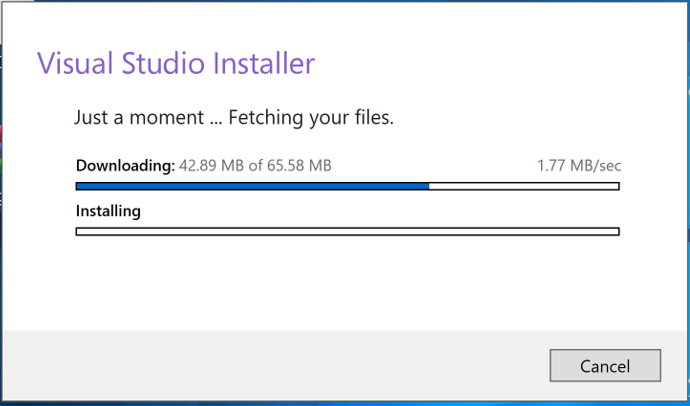 Visual Studio Installer
Just a moment ... Fetching your files.
Downloading: 42.89 MB of 65.58 MB 1.77 MB/sec
Installing
Cancel